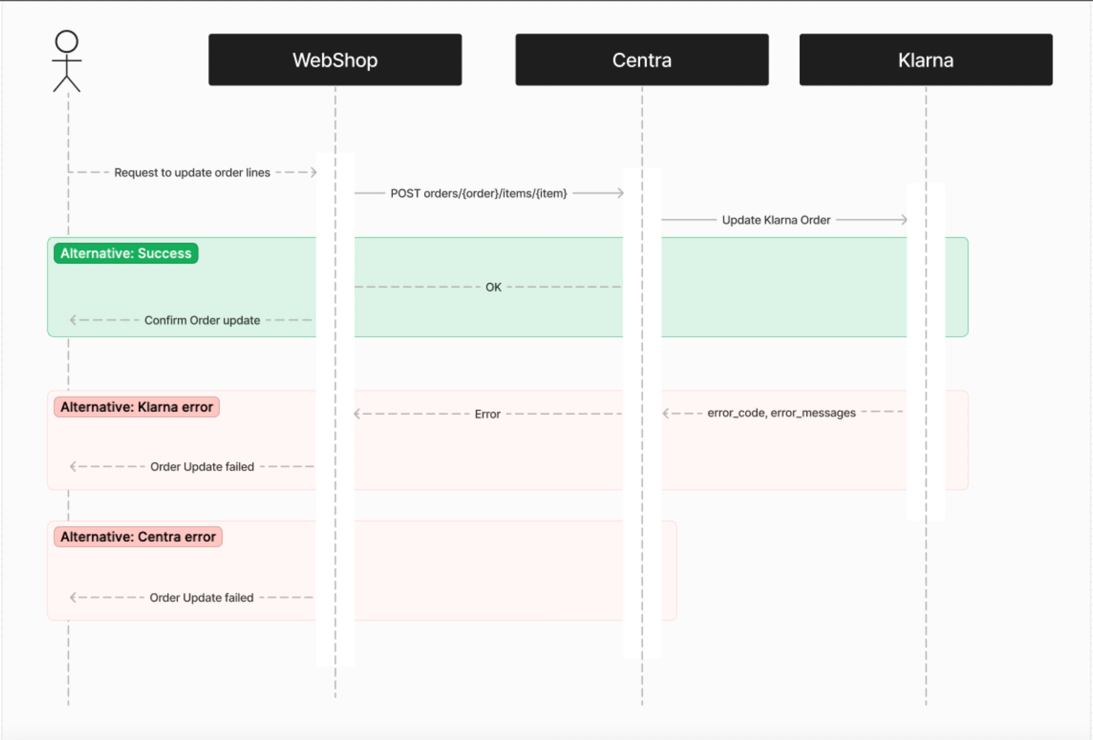 WebShop
Centra
Klarna
Request to update order lines
POST orders/{order}/items/{item}
Update Klarna Order
Alternative: Success
OK
Confirm Order update
Alternative: Klarna error
Error
error_code, error_messages
Order Update failed
Alternative: Centra error
Order Update failed